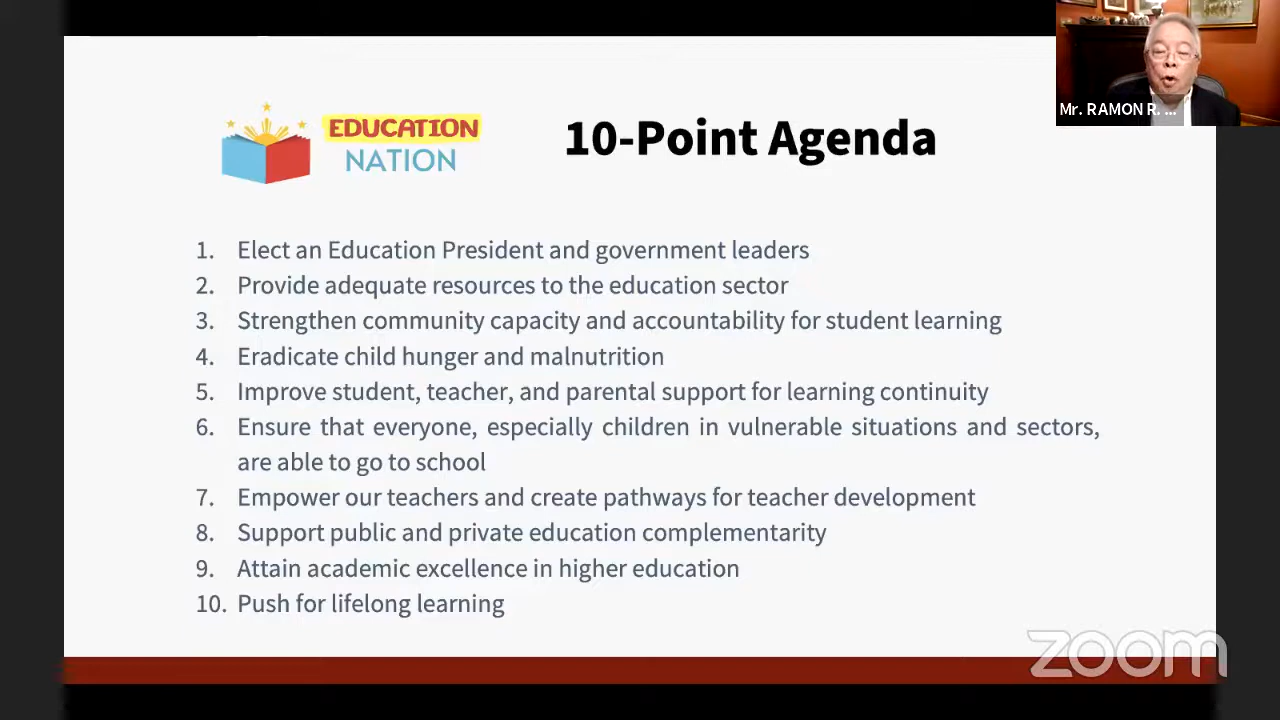 Mr. RAMON R. ...
EDUCATION
NATION
10-Point Agenda
1. Elect an Education President and government leaders
2. Provide adequate resources to the education sector
3. Strengthen community capacity and accountability for student learning
4. Eradicate child hunger and malnutrition
5. Improve student, teacher, and parental support for learning continuity
6. Ensure that everyone, especially children in vulnerable situations and sectors,
are able to go to school
7. Empower our teachers and create pathways for teacher development
8. Support public and private education complementarity
9. Attain academic excellence in higher education
10. Push for lifelong learning
zoom